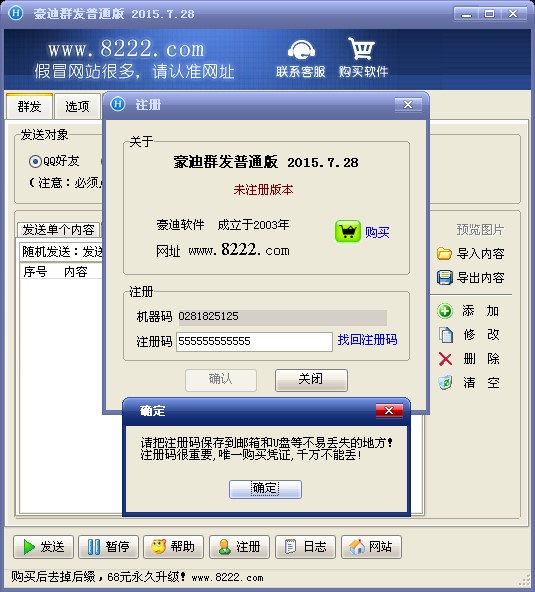 豪迪群发普通版 2015.7.28
www.8222.com
假冒网站很多，请认准网址
联系客服
购买软件
群发
选项
注册
发送对象
QQ好友
（注意：必须
关于
豪迪群发普通版 2015.7.28
未注册版本
豪迪软件 成立于2003年
网址 www.8222.com
购买
发送单个内容
随机发送：发送
序号 内容
预览图片
导入内容
导出内容
添 加
修 改
删 除
清 空
注册
机器码 0281825125
注册码 555555555555
找回注册码
确认
关闭
确定
请把注册码保存到邮箱和U盘等不易丢失的地方!
注册码很重要,唯一购买凭证,千万不能丢!
确定
发送
暂停
帮助
注册
日志
网站
购买后去掉后缀，68元永久升级! www.8222.com